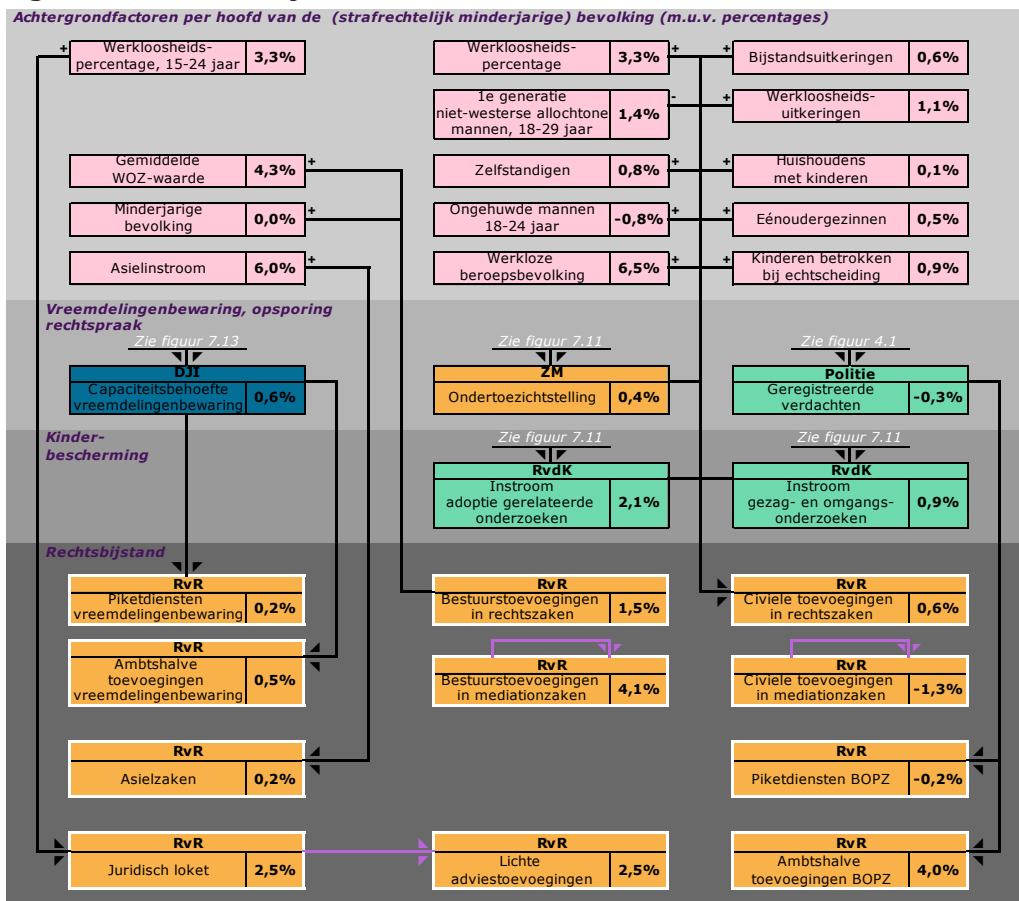 Achtergrondfactoren per hoofd van de (strafrechtelijk minderjarige) bevolking (m.u.v. percentages)
+
Werkloosheids-
percentage, 15-24 jaar
3,3%
Werkloosheids-
percentage
3,3%
+
+
Bijstandsuitkeringen
0,6%
1e generatie
niet-westerse allochtone
mannen, 18-29 jaar
1,4%
-
+
Werkloosheids-
uitkeringen
1,1%
Gemiddelde
WOZ-waarde
4,3%
+
Zelfstandigen
0,8%
+
+
Huishoudens
met kinderen
0,1%
Minderjarige
bevolking
0,0%
+
Ongehuwde mannen
18-24 jaar
-0,8%
+
+
Eénoudergezinnen
0,5%
Asielinstroom
6,0%
+
Werkloze
beroepsbevolking
6,5%
+
+
Kinderen betrokken
bij echtscheiding
0,9%
Vreemdelingenbewaring, opsporing
rechtspraak
Zie figuur 7.13
Zie figuur 7.11
Zie figuur 4.1
DJI
Capaciteitsbehoefte
vreemdelingenbewaring
0,6%
ZM
Ondertoezichtstelling
0,4%
Politie
Geregistreerde
verdachten
-0,3%
Kinder-
bescherming
Zie figuur 7.11
Zie figuur 7.11
RvdK
Instroom
adoptie gerelateerde
onderzoeken
2,1%
RvdK
Instroom
gezag- en omgangs-
onderzoeken
0,9%
Rechtsbijstand
RvR
Piketdiensten
vreemdelingenbewaring
0,2%
RvR
Bestuurstoevoegingen
in rechtszaken
1,5%
RvR
Civiele toevoegingen
in rechtszaken
0,6%
RvR
Ambtshalve
toevoegingen
vreemdelingenbewaring
0,5%
RvR
Bestuurstoevoegingen
in mediationzaken
4,1%
RvR
Civiele toevoegingen
in mediationzaken
-1,3%
RvR
Asielzaken
0,2%
RvR
Piketdiensten BOPZ
-0,2%
RvR
Juridisch loket
2,5%
RvR
Lichte
adviestoevoegingen
2,5%
RvR
Ambtshalve
toevoegingen BOPZ
4,0%